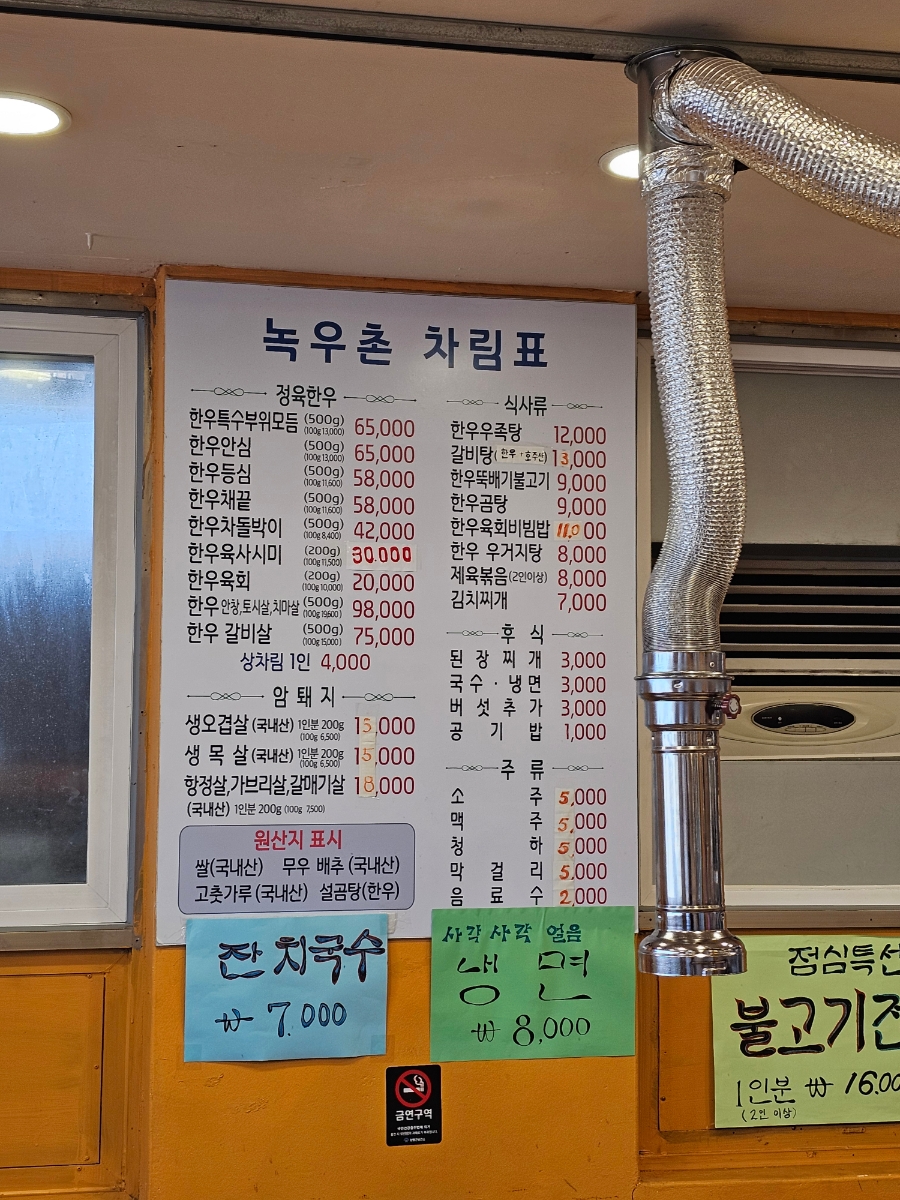 녹우촌 차림표
정육한우
한우특수부위모듬 (500g) (100g 13,000) 65,000
한우안심 (500g) (100g 13,000) 65,000
한우등심 (500g) (100g 11,600) 58,000
한우채끝 (500g) (100g 11,600) 58,000
한우차돌박이 (500g) (100g 8,400) 42,000
한우육사시미 (200g) (100g 11,500) 30.000
한우육회 (200g) (100g 10,000) 20,000
한우 안창,토시살,치마살 (500g) (100g 19,600) 98,000
한우 갈비살 (500g) (100g 15,000) 75,000
상차림 1인 4,000
암 퇘 지
생오겹살 (국내산) 1인분 200g (100g 6,500) 15,000
생 목 살 (국내산) 1인분 200g (100g 6,500) 15,000
항정살,가브리살,갈매기살 18,000
(국내산) 1인분 200g (100g 7,500)
원산지 표시
쌀(국내산) 무우 배추 (국내산)
고춧가루 (국내산) 설곰탕(한우)
식사류
한우우족탕 12,000
갈비탕 (한우·호주산) 13,000
한우뚝배기불고기 9,000
한우곰탕 9,000
한우육회비빔밥 11,000
한우 우거지탕 8,000
제육볶음(2인이상) 8,000
김치찌개 7,000
후 식
된 장 찌 개 3,000
국 수 · 냉 면 3,000
버 섯 추 가 3,000
공 기 밥 1,000
주 류
소 주 5,000
맥 주 5,000
청 하 5,000
막 걸 리 5,000
음 료 수 2,000
잔치국수
₩ 7.000
사각 사각 얼음
냉 면
₩ 8,000
금연구역
점심특선
불고기전
1인분 ₩ 16.00
(2인 이상)